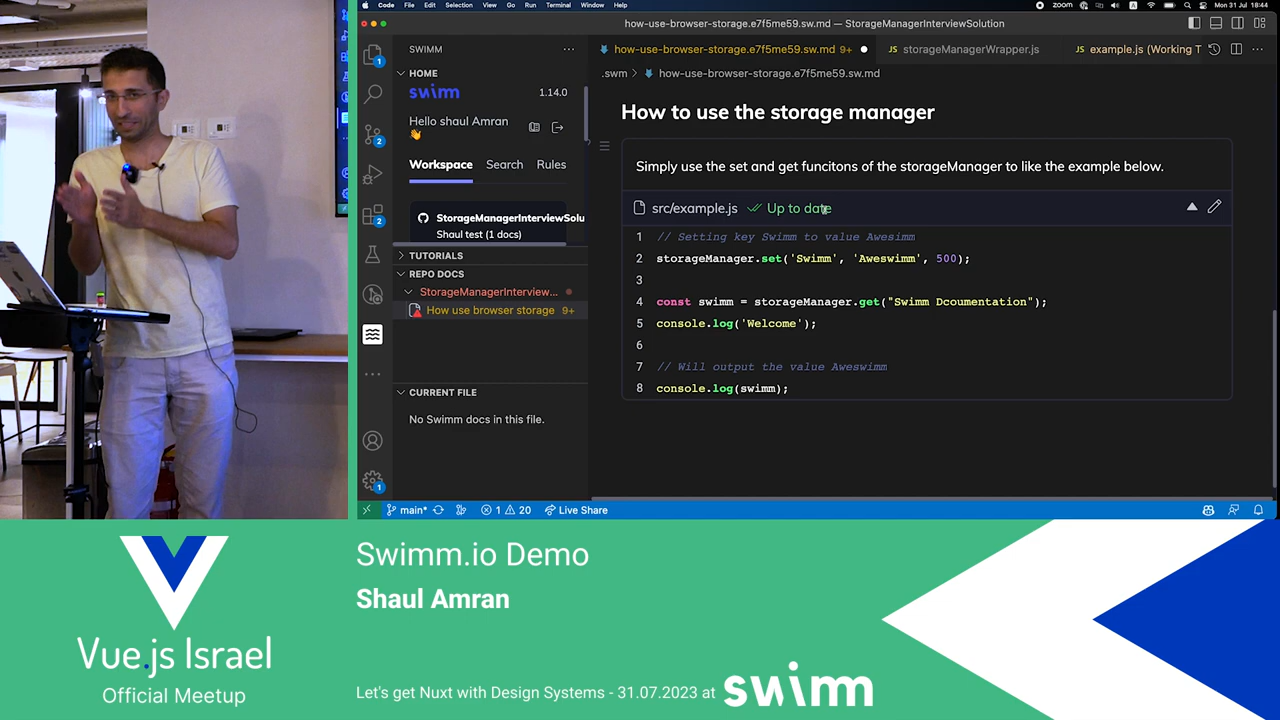 Code File Edit Selection View Go Run Terminal Window Help zoom A Mon 31 Jul 18:44
how-use-browser-storage.e7f5me59.sw.md — StorageManagerInterviewSolution
SWIMM
how-use-browser-storage.e7f5me59.sw.md 9+
storageManagerWrapper.js
example.js (Working T
.swm > how-use-browser-storage.e7f5me59.sw.md
HOME
swimm 1.14.0
Hello shaul Amran
Workspace Search Rules
StorageManagerInterviewSolu
Shaul test (1 docs)
TUTORIALS
REPO DOCS
StorageManagerInterview...
How use browser storage 9+
CURRENT FILE
No Swimm docs in this file.
1
2
2
1
How to use the storage manager
Simply use the set and get funcitons of the storageManager to like the example below.
src/example.js Up to date
1 // Setting key Swimm to value Awesimm
2 storageManager.set('Swimm', 'Aweswimm', 500);
3
4 const swimm = storageManager.get("Swimm Dcoumentation");
5 console.log('Welcome');
6
7 // Will output the value Aweswimm
8 console.log(swimm);
main* 1 20 Live Share
Swimm.io Demo
Shaul Amran
Vue.js Israel
Official Meetup
Let's get Nuxt with Design Systems - 31.07.2023 at swimm